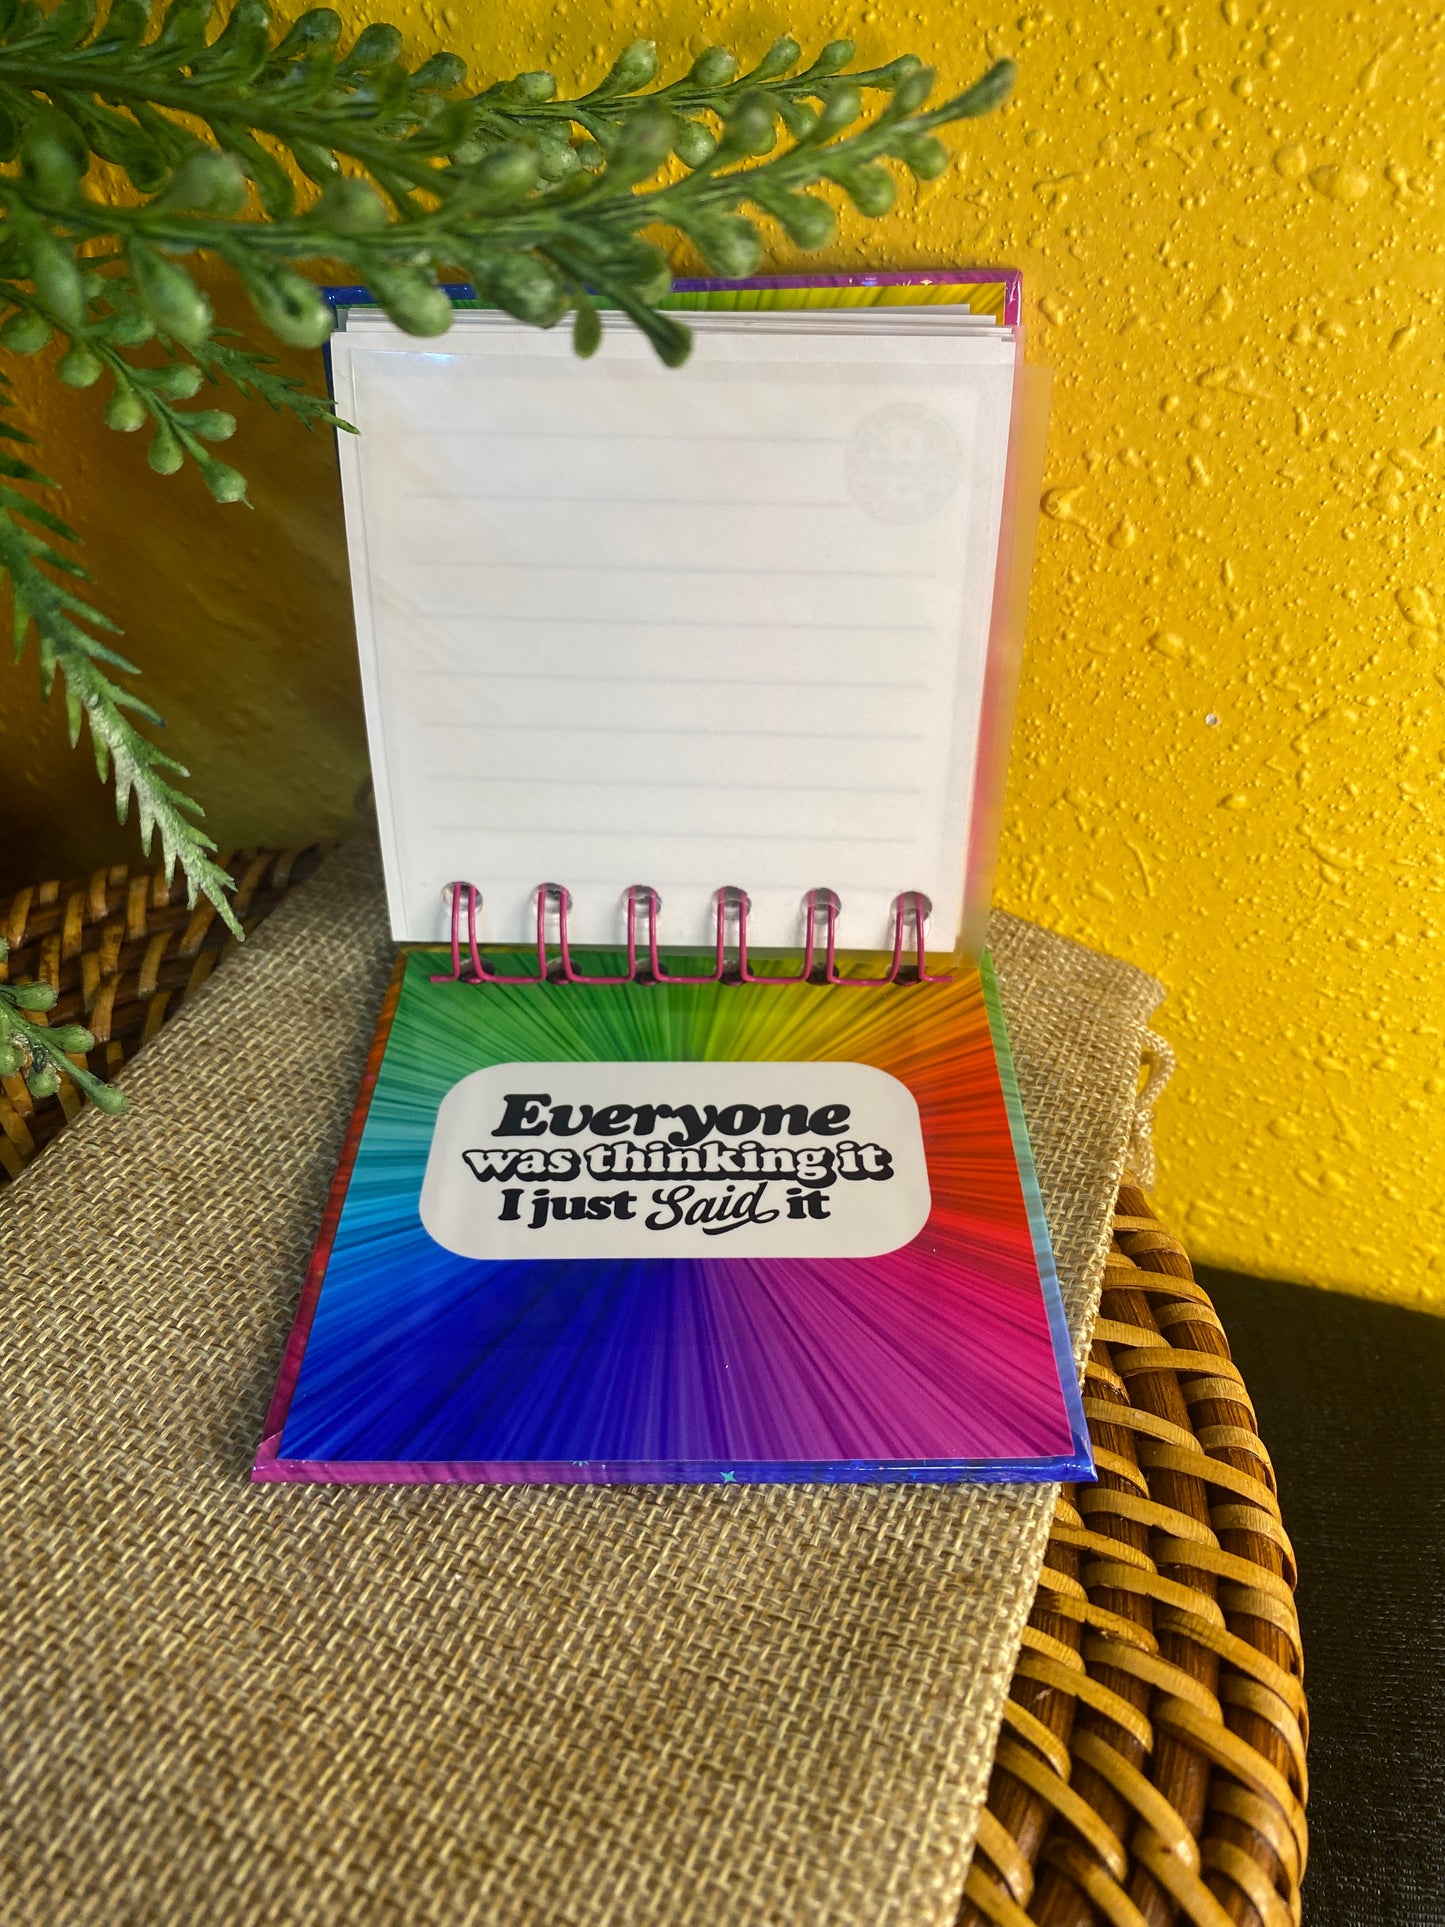 Everyone
was thinking it
I just Said it